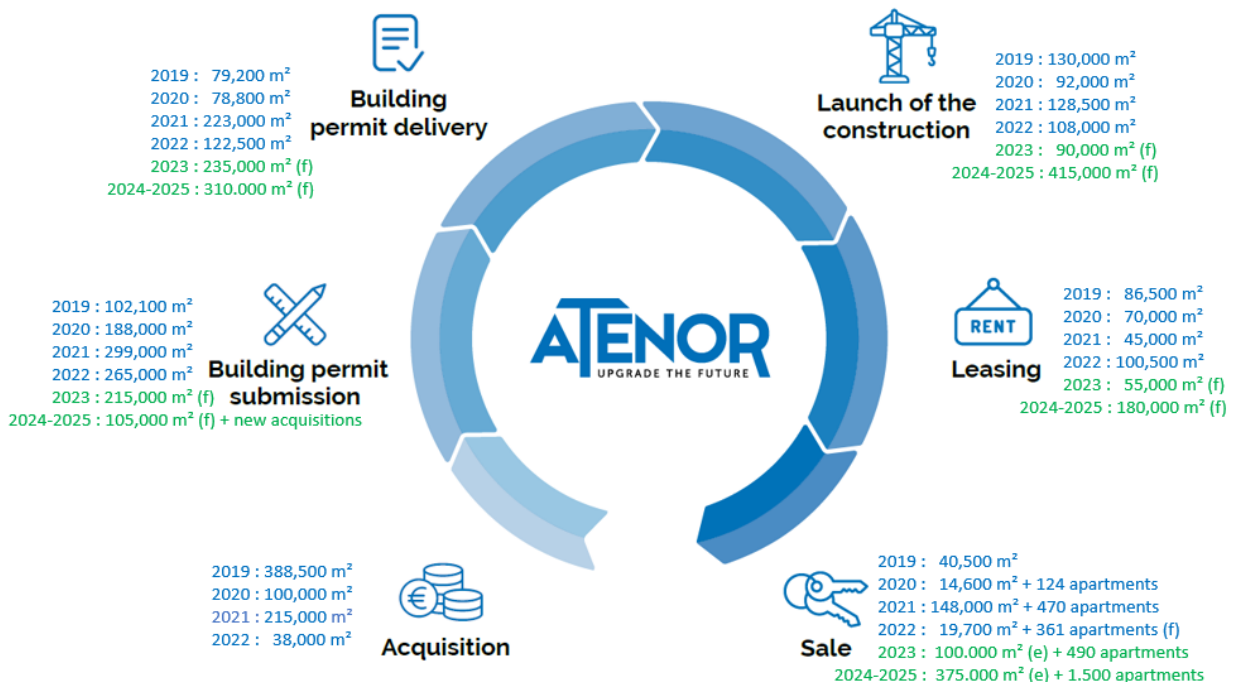 Building
permit delivery
2019 : 79,200 m²
2020 : 78,800 m²
2021 : 223,000 m²
2022 : 122,500 m²
2023 : 235,000 m² (f)
2024-2025 : 310.000 m² (f)
Launch of the
construction
2019 : 130,000 m²
2020 : 92,000 m²
2021 : 128,500 m²
2022 : 108,000 m²
2023 : 90,000 m² (f)
2024-2025 : 415,000 m² (f)
2019 : 102,100 m²
2020 : 188,000 m²
2021 : 299,000 m²
2022 : 265,000 m²
2023 : 215,000 m² (f)
2024-2025 : 105,000 m² (f) + new acquisitions
Building permit
submission
ATENOR
UPGRADE THE FUTURE
RENT
Leasing
2019 : 86,500 m²
2020 : 70,000 m²
2021 : 45,000 m²
2022 : 100,500 m²
2023 : 55,000 m² (f)
2024-2025 : 180,000 m² (f)
2019 : 388,500 m²
2020 : 100,000 m²
2021 : 215,000 m²
2022 : 38,000 m²
€
Acquisition
Sale
2019 : 40,500 m²
2020 : 14,600 m² + 124 apartments
2021 : 148,000 m² + 470 apartments
2022 : 19,700 m² + 361 apartments (f)
2023 : 100.000 m² (e) + 490 apartments
2024-2025 : 375.000 m² (e) + 1.500 apartments